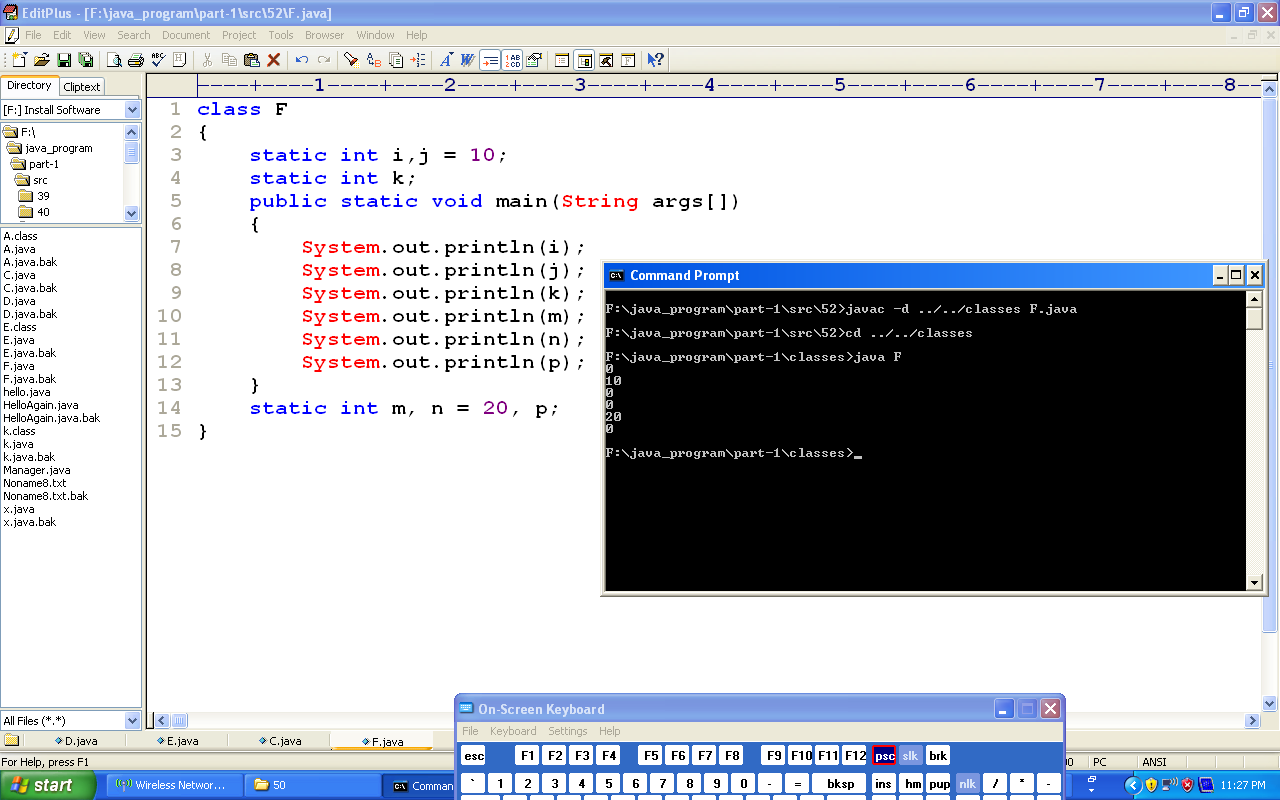 EditPlus - [F:\java_program\part-1\src\52\F.java]
File Edit View Search Document Project Tools Browser Window Help
Directory Cliptext
[F:] Install Software
F:\
java_program
part-1
src
39
40
A.class
A.java
A.java.bak
C.java
C.java.bak
D.java
D.java.bak
E.class
E.java
E.java.bak
F.java
F.java.bak
hello.java
HelloAgain.java
HelloAgain.java.bak
k.class
k.java
k.java.bak
Manager.java
Noname8.txt
Noname8.txt.bak
x.java
x.java.bak
All Files (*.*)
----+----1----+----2----+----3----+----4----+----5----+----6----+----7----+----8--
1 class F
2 {
3 static int i,j = 10;
4 static int k;
5 public static void main(String args[])
6 {
7 System.out.println(i);
8 System.out.println(j);
9 System.out.println(k);
10 System.out.println(m);
11 System.out.println(n);
12 System.out.println(p);
13 }
14 static int m, n = 20, p;
15 }
Command Prompt
F:\java_program\part-1\src\52>javac -d ../../classes F.java
F:\java_program\part-1\src\52>cd ../../classes
F:\java_program\part-1\classes>java F
0
10
0
0
20
0
F:\java_program\part-1\classes>_
D.java E.java C.java F.java
For Help, press F1
PC ANSI
On-Screen Keyboard
File Keyboard Settings Help
esc F1 F2 F3 F4 F5 F6 F7 F8 F9 F10 F11 F12 psc slk brk
` 1 2 3 4 5 6 7 8 9 0 - = bksp ins hm pup nlk / * -
start Wireless Networ... 50 Comman 11:27 PM